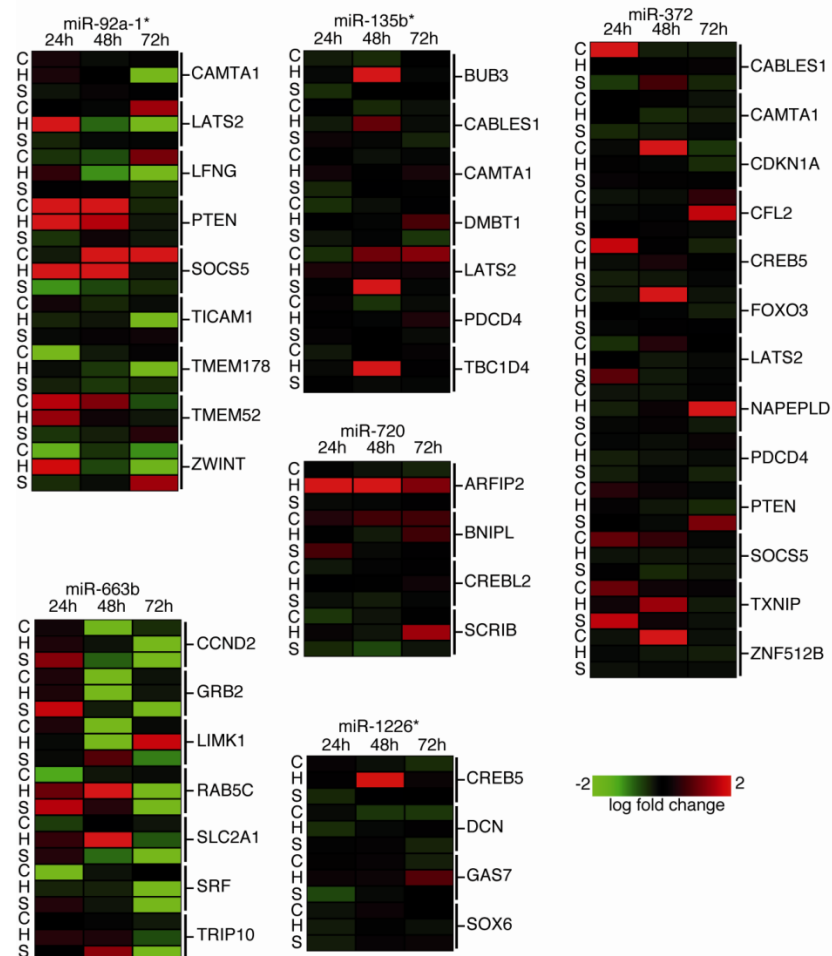 miR-92a-1*
24h 48h 72h
C
H
S
CAMTA1
C
H
S
LATS2
C
H
S
LFNG
C
H
S
PTEN
C
H
S
SOCS5
C
H
S
TICAM1
C
H
S
TMEM178
C
H
S
TMEM52
C
H
S
ZWINT
miR-135b*
24h 48h 72h
C
H
S
BUB3
C
H
S
CABLES1
C
H
S
CAMTA1
C
H
S
DMBT1
C
H
S
LATS2
C
H
S
PDCD4
C
H
S
TBC1D4
miR-372
24h 48h 72h
C
H
S
CABLES1
C
H
S
CAMTA1
C
H
S
CDKN1A
C
H
S
CFL2
C
H
S
CREB5
C
H
S
FOXO3
C
H
S
LATS2
C
H
S
NAPEPLD
C
H
S
PDCD4
C
H
S
PTEN
C
H
S
SOCS5
C
H
S
TXNIP
C
H
S
ZNF512B
miR-720
24h 48h 72h
C
H
S
ARFIP2
C
H
S
BNIPL
C
H
S
CREBL2
C
H
S
SCRIB
miR-663b
24h 48h 72h
C
H
S
CCND2
C
H
S
GRB2
C
H
S
LIMK1
C
H
S
RAB5C
C
H
S
SLC2A1
C
H
S
SRF
C
H
S
TRIP10
miR-1226*
24h 48h 72h
C
H
S
CREB5
C
H
S
DCN
C
H
S
GAS7
C
H
S
SOX6
-2 2
log fold change